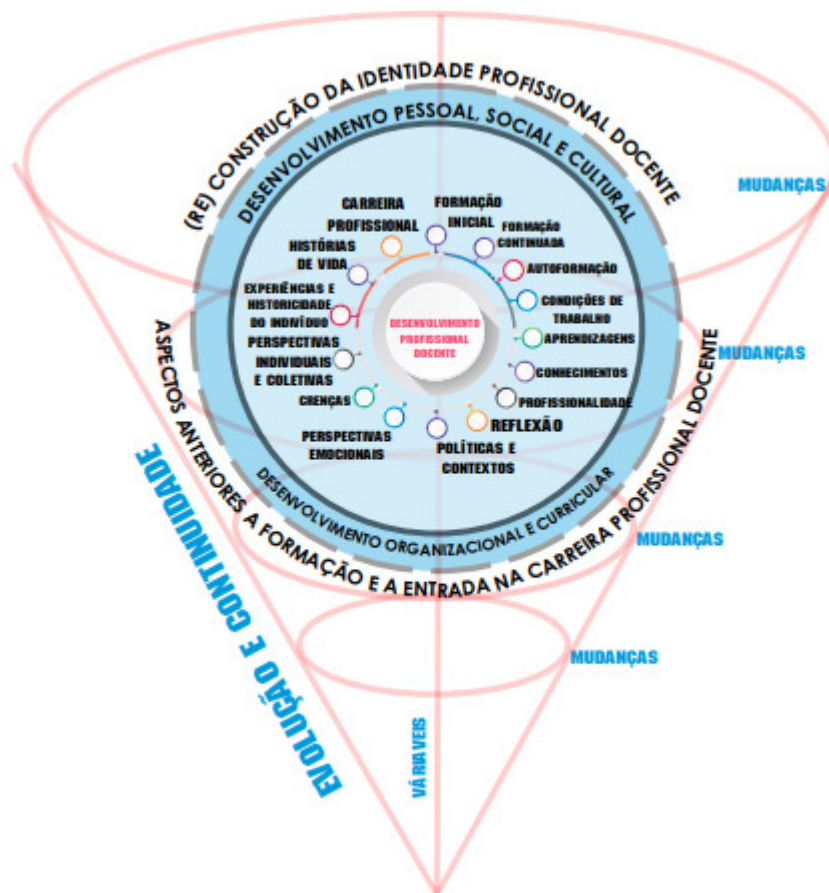 (RE) CONSTRUÇÃO DA IDENTIDADE PROFISSIONAL DOCENTE
DESENVOLVIMENTO PESSOAL, SOCIAL E CULTURAL
MUDANÇAS
CARREIRA
PROFISSIONAL
FORMAÇÃO
INICIAL
FORMAÇÃO
CONTINUADA
HISTÓRIAS
DE VIDA
AUTOFORMAÇÃO
EXPERIÊNCIAS E
HISTORICIDADE
DO INDIVÍDUO
CONDIÇÕES DE
TRABALHO
DESENVOLVIMENTO
PROFISSIONAL
DOCENTE
APRENDIZAGENS
PERSPECTIVAS
INDIVIDUAIS
E COLETIVAS
MUDANÇAS
CONHECIMENTOS
CRENÇAS
PROFISSIONALIDADE
PERSPECTIVAS
EMOCIONAIS
REFLEXÃO
POLÍTICAS E
CONTEXTOS
DESENVOLVIMENTO ORGANIZACIONAL E CURRICULAR
ASPECTOS ANTERIORES A FORMAÇÃO E A ENTRADA NA CARREIRA PROFISSIONAL DOCENTE
MUDANÇAS
EVOLUÇÃO E CONTINUIDADE
MUDANÇAS
VÁRIAVEIS